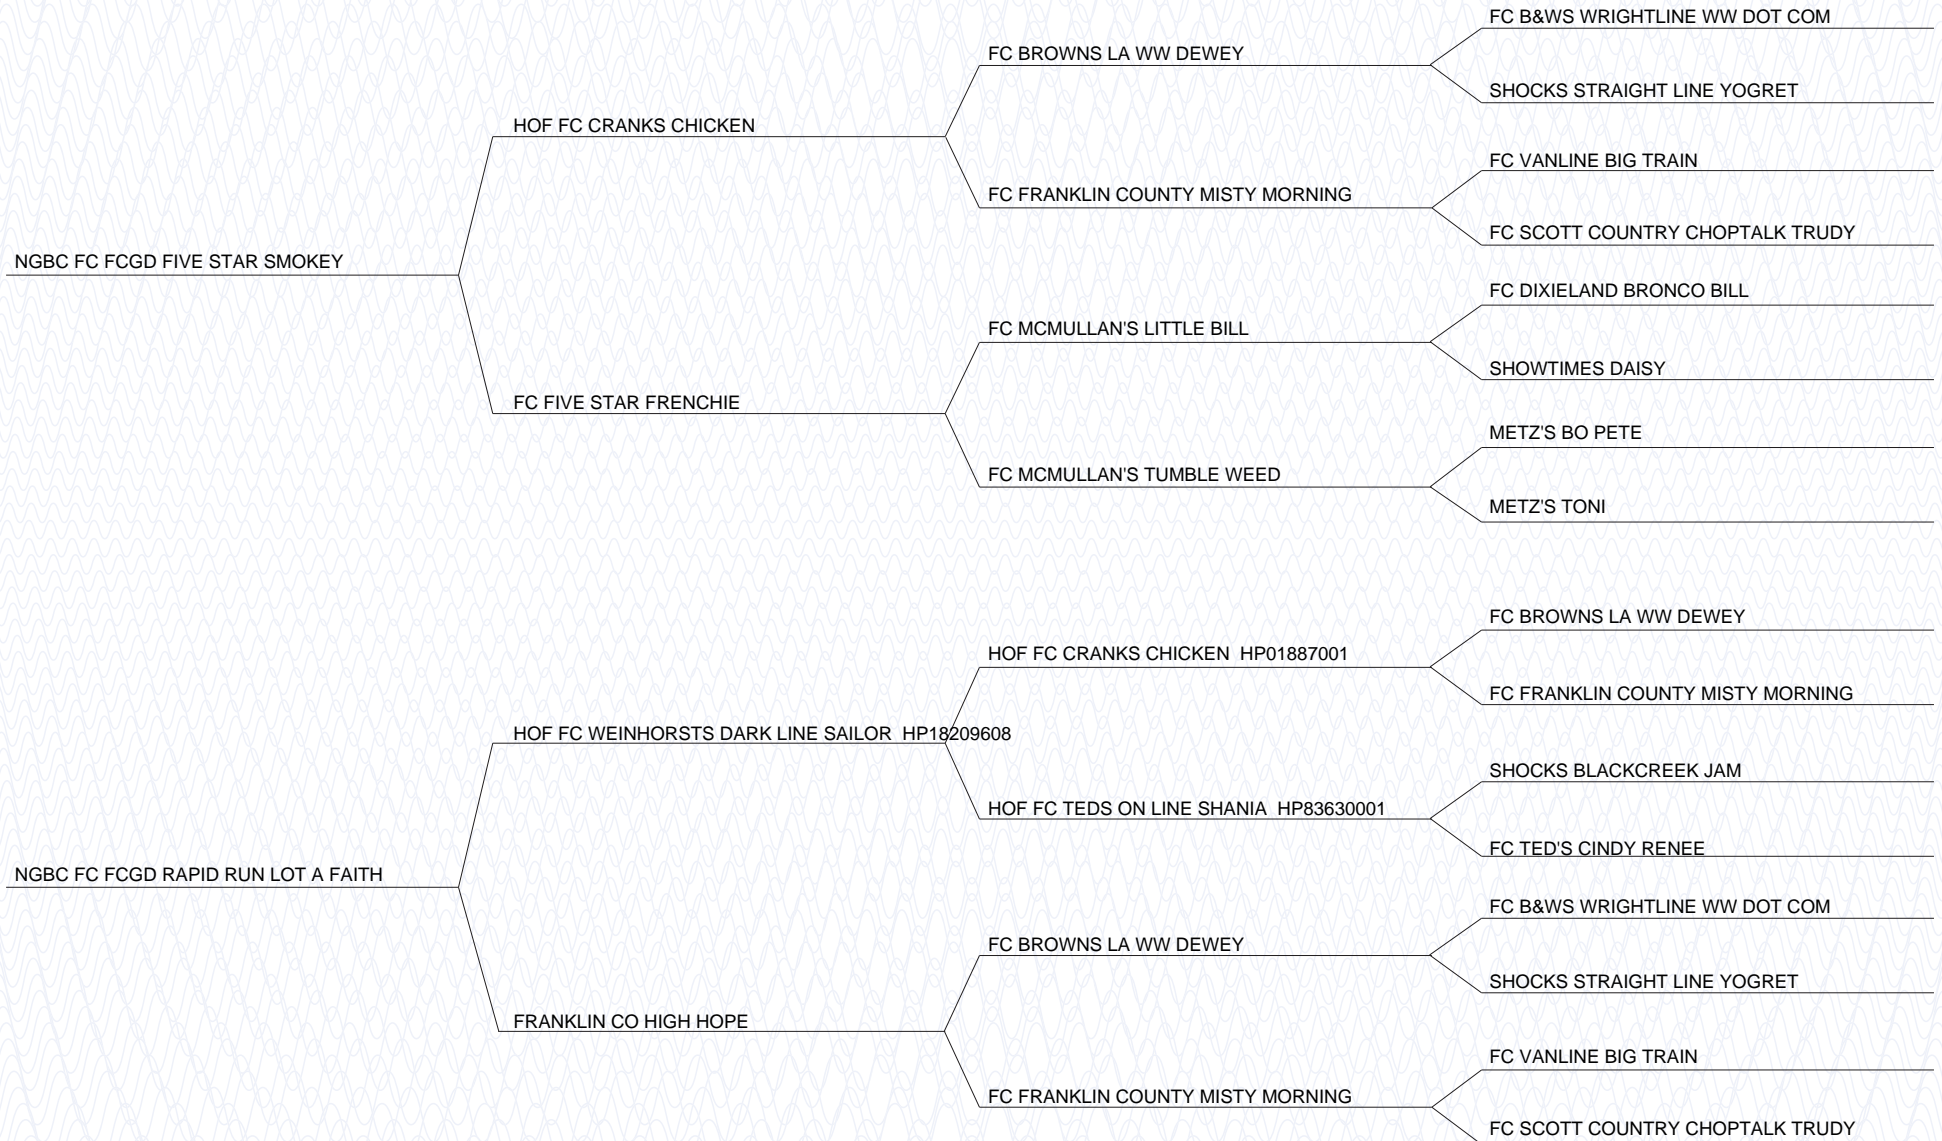 FC B&WS WRIGHTLINE WW DOT COM
FC BROWNS LA WW DEWEY
SHOCKS STRAIGHT LINE YOGRET
HOF FC CRANKS CHICKEN
FC VANLINE BIG TRAIN
FC FRANKLIN COUNTY MISTY MORNING
FC SCOTT COUNTRY CHOPTALK TRUDY
NGBC FC FCGD FIVE STAR SMOKEY
FC DIXIELAND BRONCO BILL
FC MCMULLAN'S LITTLE BILL
SHOWTIMES DAISY
FC FIVE STAR FRENCHIE
METZ'S BO PETE
FC MCMULLAN'S TUMBLE WEED
METZ'S TONI
FC BROWNS LA WW DEWEY
HOF FC CRANKS CHICKEN HP01887001
FC FRANKLIN COUNTY MISTY MORNING
HOF FC WEINHORSTS DARK LINE SAILOR HP18209608
SHOCKS BLACKCREEK JAM
HOF FC TEDS ON LINE SHANIA HP83630001
FC TED'S CINDY RENEE
NGBC FC FCGD RAPID RUN LOT A FAITH
FC B&WS WRIGHTLINE WW DOT COM
FC BROWNS LA WW DEWEY
SHOCKS STRAIGHT LINE YOGRET
FRANKLIN CO HIGH HOPE
FC VANLINE BIG TRAIN
FC FRANKLIN COUNTY MISTY MORNING
FC SCOTT COUNTRY CHOPTALK TRUDY